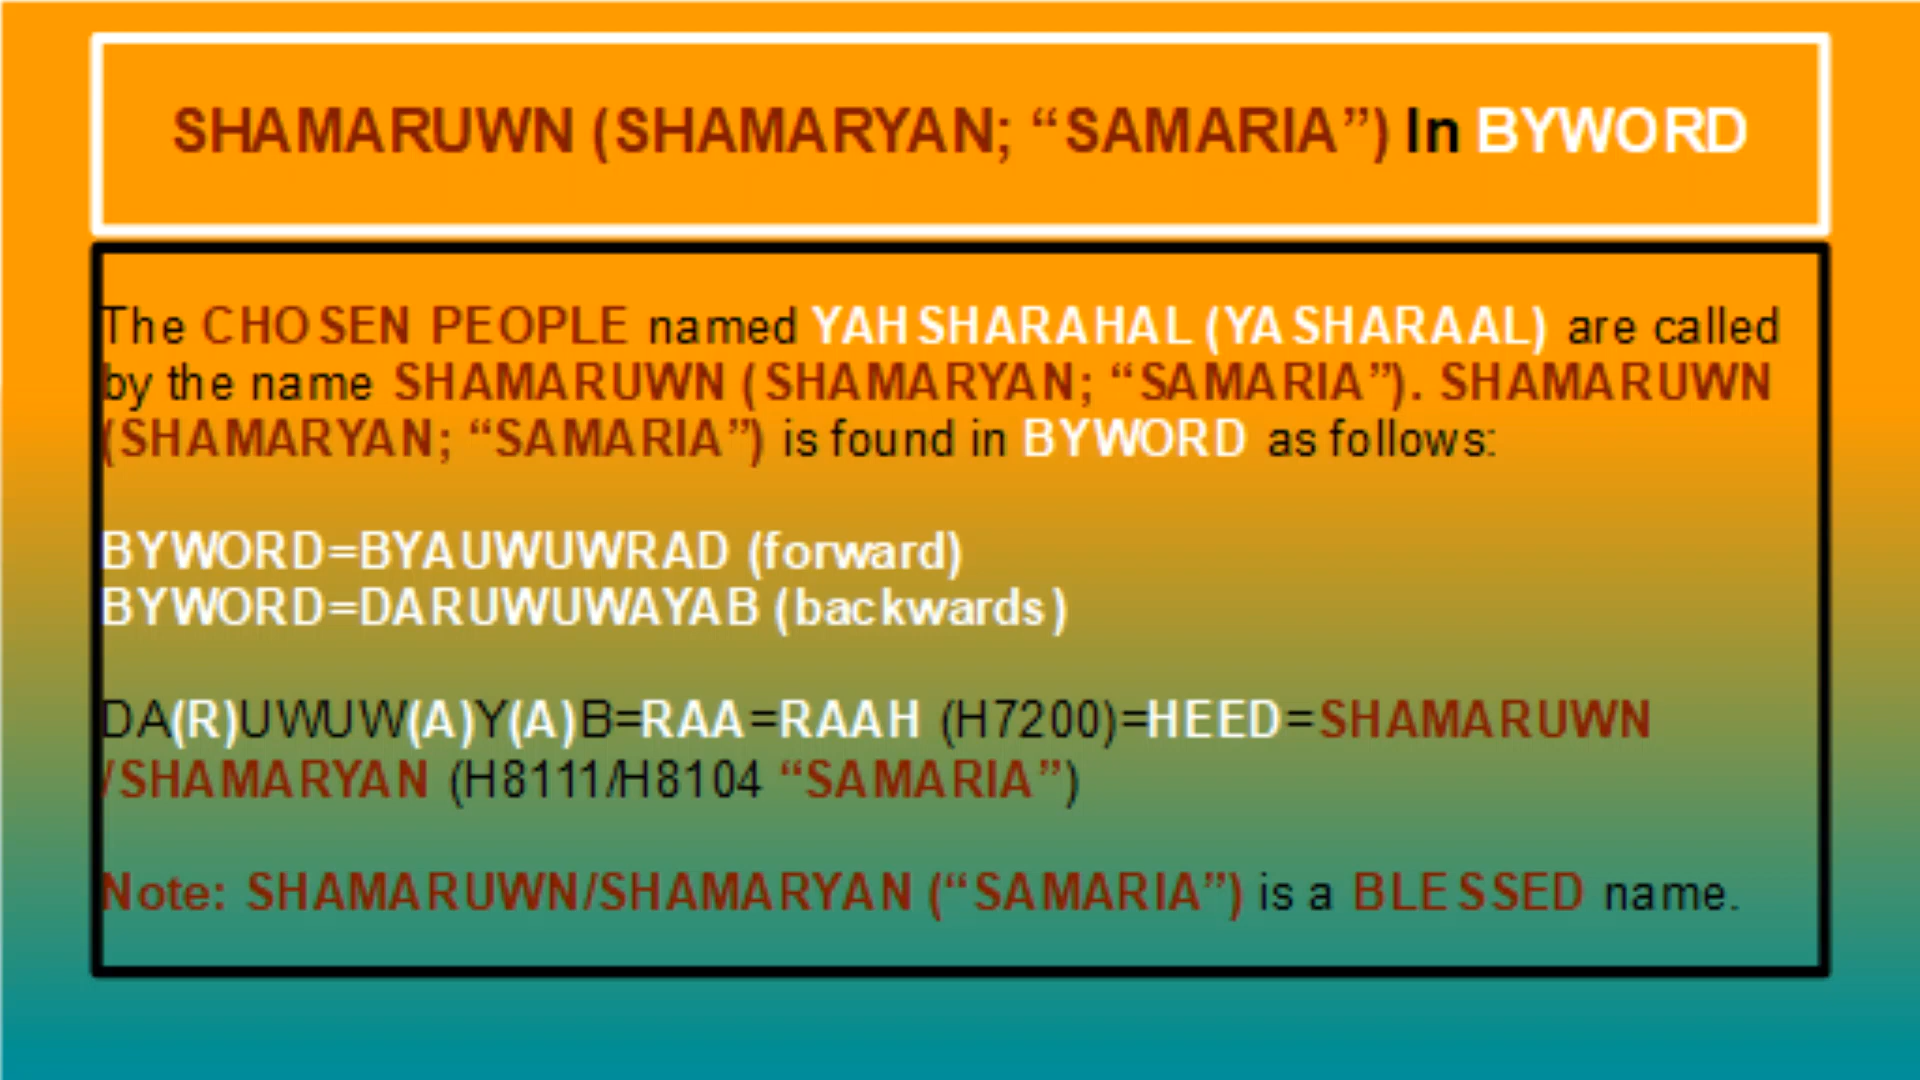 SHAMARUWN (SHAMARYAN; “SAMARIA”) In BYWORD
The CHOSEN PEOPLE named YAHSHARAHAL (YASHARAAL) are called
by the name SHAMARUWN (SHAMARYAN; “SAMARIA”). SHAMARUWN
(SHAMARYAN; “SAMARIA”) is found in BYWORD as follows:
BYWORD=BYAUWUWRAD (forward)
BYWORD=DARUWUWAYAB (backwards)
DA(R)UWUW(A)Y(A)B=RAA=RAAH (H7200)=HEED=SHAMARUWN
/SHAMARYAN (H8111/H8104 “SAMARIA”)
Note: SHAMARUWN/SHAMARYAN (“SAMARIA”) is a BLESSED name.